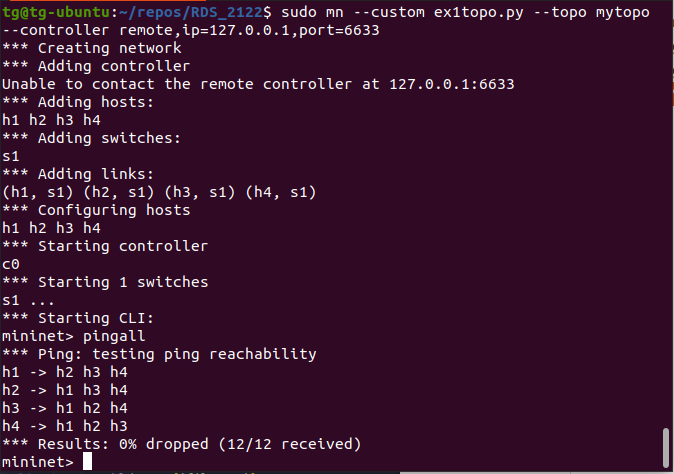 tg@tg-ubuntu:~/repos/RDS_2122$ sudo mn --custom ex1topo.py --topo mytopo
--controller remote,ip=127.0.0.1,port=6633
*** Creating network
*** Adding controller
Unable to contact the remote controller at 127.0.0.1:6633
*** Adding hosts:
h1 h2 h3 h4
*** Adding switches:
s1
*** Adding links:
(h1, s1) (h2, s1) (h3, s1) (h4, s1)
*** Configuring hosts
h1 h2 h3 h4
*** Starting controller
c0
*** Starting 1 switches
s1 ...
*** Starting CLI:
mininet> pingall
*** Ping: testing ping reachability
h1 -> h2 h3 h4
h2 -> h1 h3 h4
h3 -> h1 h2 h4
h4 -> h1 h2 h3
*** Results: 0% dropped (12/12 received)
mininet>